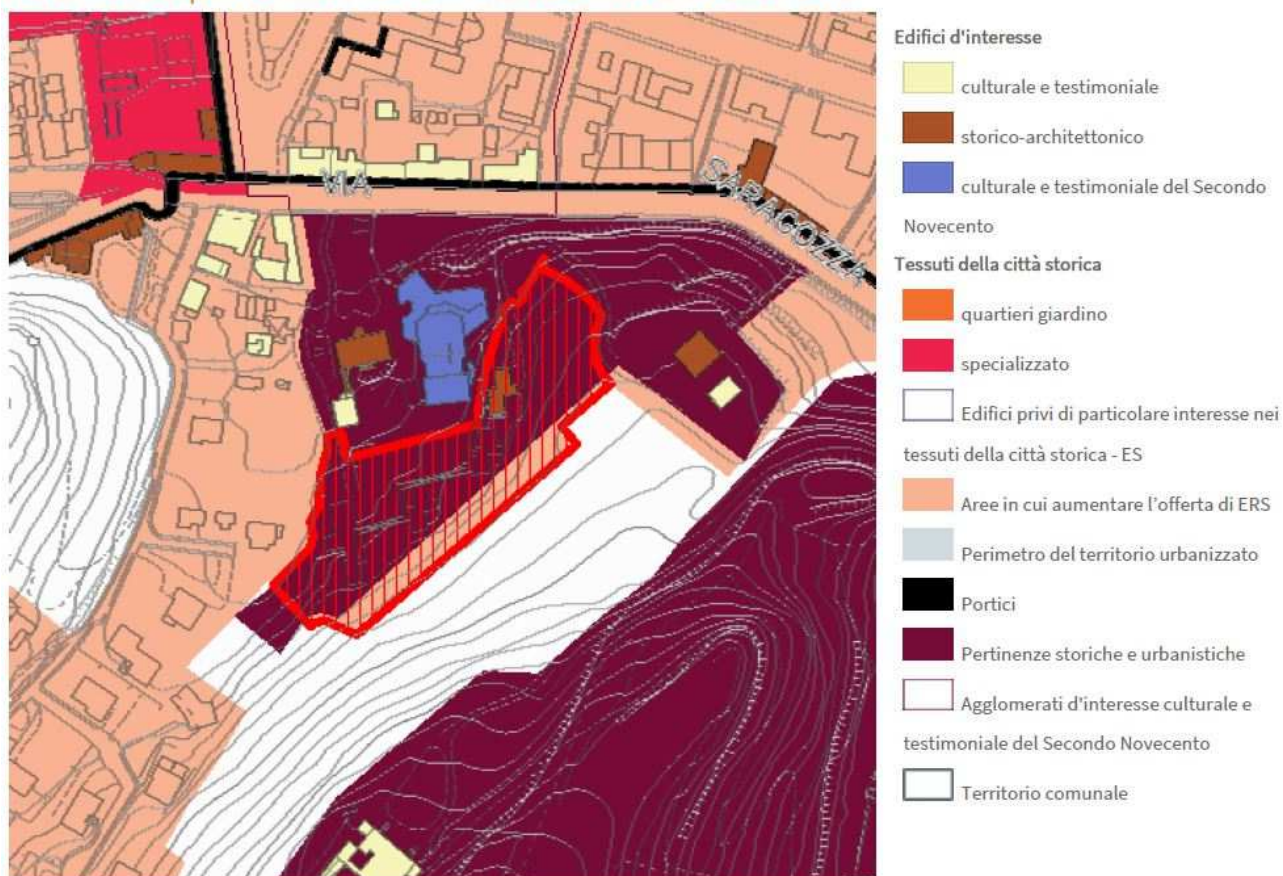 Edifici d'interesse
culturale e testimoniale
storico-architettonico
culturale e testimoniale del Secondo
Novecento
Tessuti della città storica
quartieri giardino
specializzato
Edifici privi di particolare interesse nei
tessuti della città storica - ES
Aree in cui aumentare l'offerta di ERS
Perimetro del territorio urbanizzato
Portici
Pertinenze storiche e urbanistiche
Agglomerati d'interesse culturale e
testimoniale del Secondo Novecento
Territorio comunale
VIA
SARAGOZZA